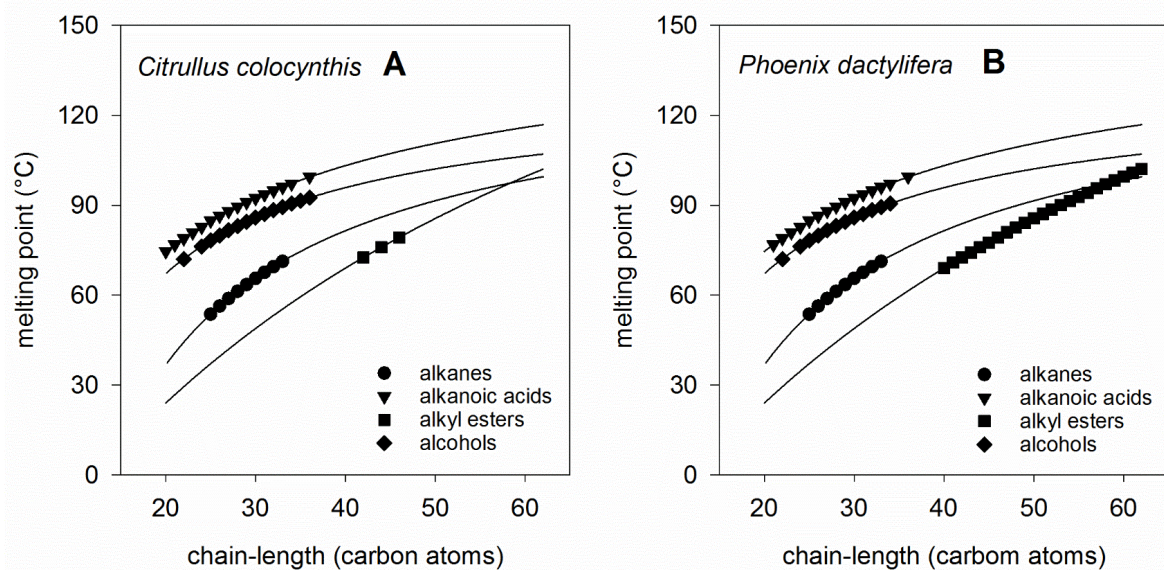 Citrullus colocynthis A
melting point (°C)
150
120
90
60
30
0
alkanes
alkanoic acids
alkyl esters
alcohols
20 30 40 50 60
chain-length (carbon atoms)
Phoenix dactylifera B
melting point (°C)
150
120
90
60
30
0
alkanes
alkanoic acids
alkyl esters
alcohols
20 30 40 50 60
chain-length (carbom atoms)